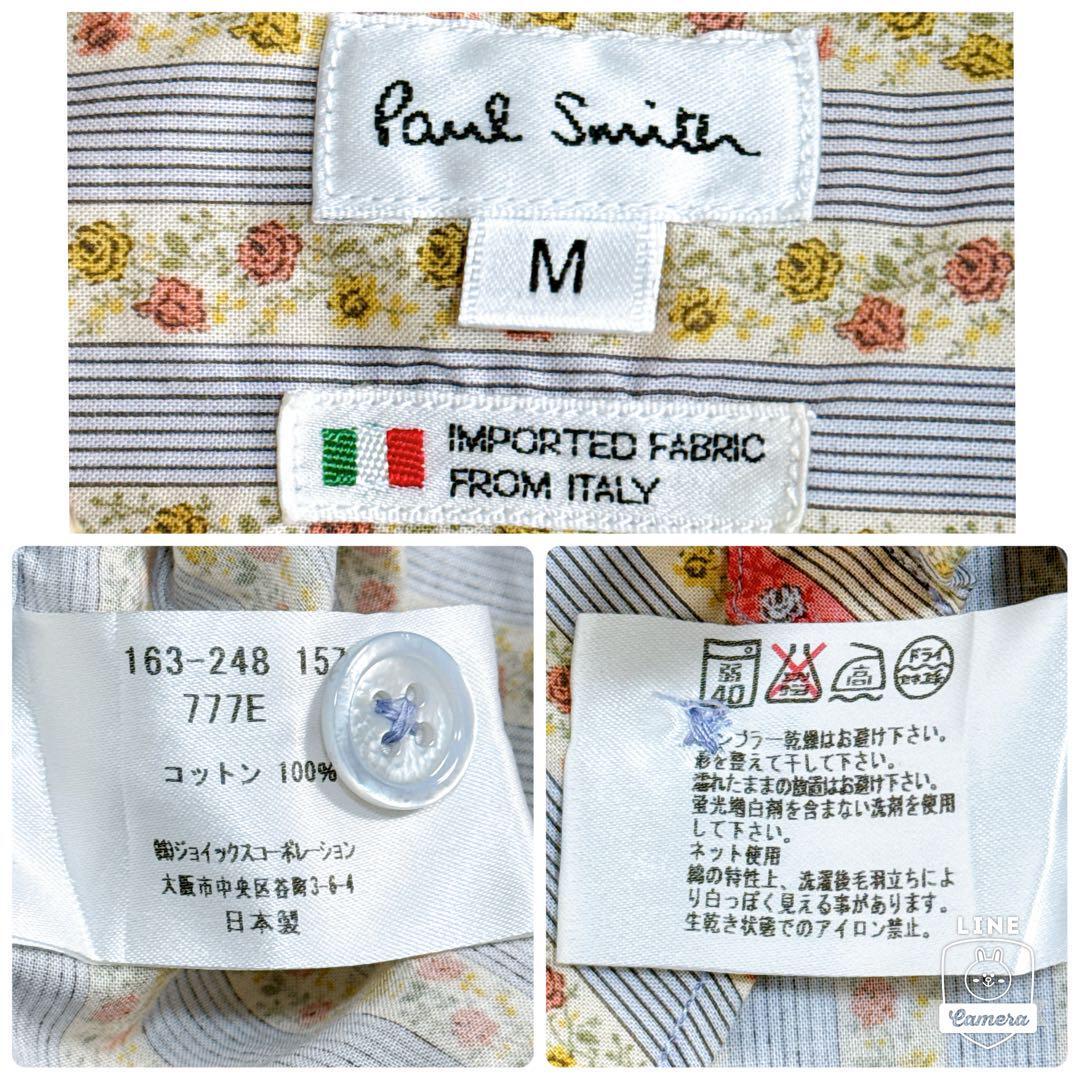 Paul Smith
M
IMPORTED FABRIC
FROM ITALY
163-248 157
777E
コットン 100%
㈱ジョイックスコーポレーション
大阪市中央区谷町3-6-4
日本製
弱
40
高
ドライ
ンブラー乾燥はお避け下さい。
形を整えて干して下さい。
濡れたままの放置はお避け下さい。
蛍光増白剤を含まない洗剤を使用
して下さい。
ネット使用
綿の特性上、洗濯後毛羽立ちによ
り白っぽく見える事があります。
生乾き状態でのアイロン禁止。
LINE
Camera